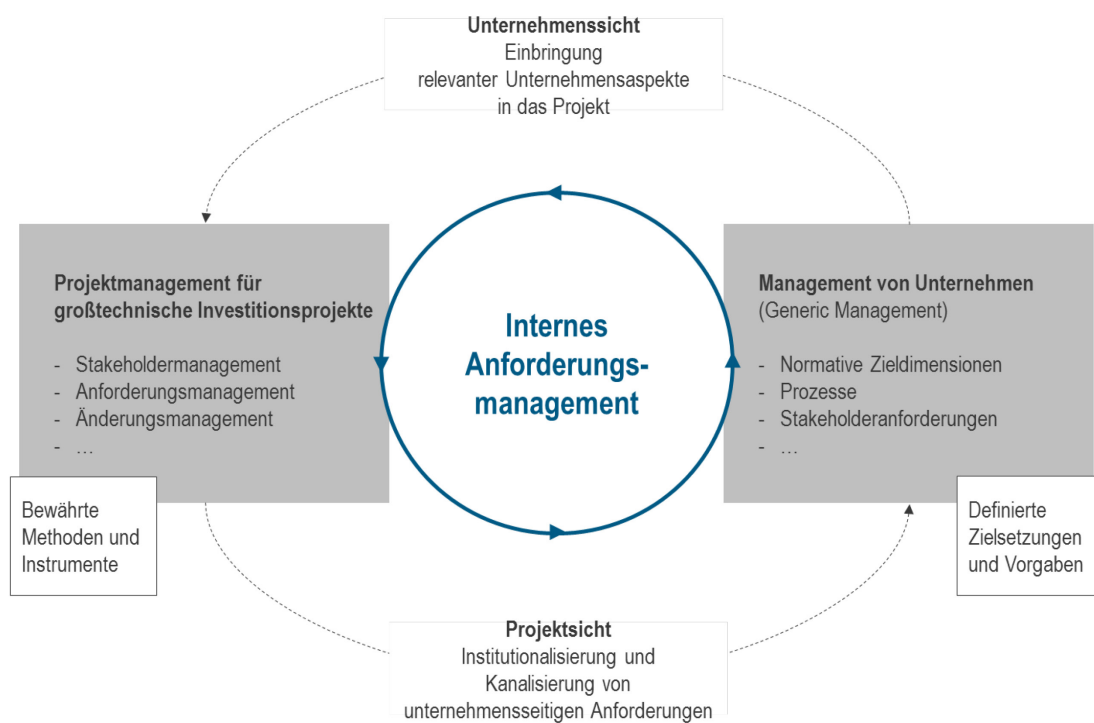 Unternehmenssicht
Einbringung
relevanter Unternehmensaspekte
in das Projekt
Projektmanagement für
großtechnische Investitionsprojekte
- Stakeholdermanagement
- Anforderungsmanagement
- Änderungsmanagement
- …
Bewährte
Methoden und
Instrumente
Internes
Anforderungs-
management
Management von Unternehmen
(Generic Management)
- Normative Zieldimensionen
- Prozesse
- Stakeholderanforderungen
- …
Definierte
Zielsetzungen
und Vorgaben
Projektsicht
Institutionalisierung und
Kanalisierung von
unternehmensseitigen Anforderungen